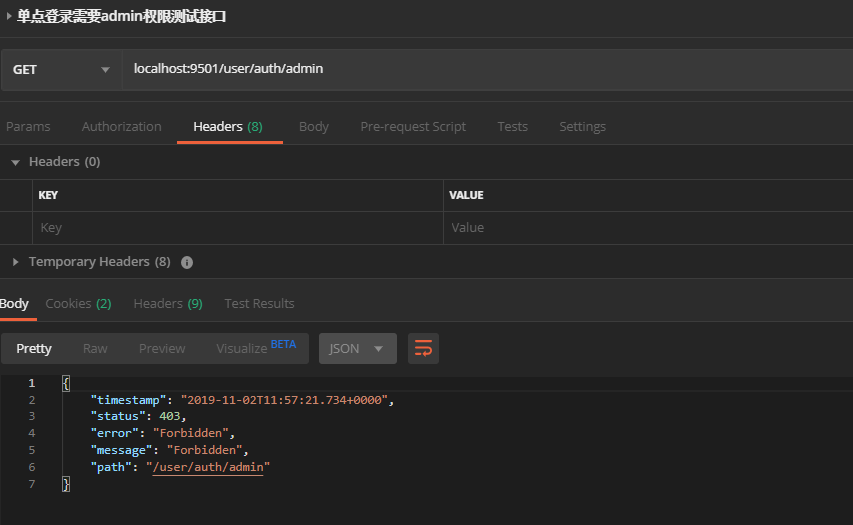 单点登录需要admin权限测试接口
GET localhost:9501/user/auth/admin
Params Authorization Headers (8) Body Pre-request Script Tests Settings
Headers (0)
KEY VALUE
Key Value
Temporary Headers (8)
Body Cookies (2) Headers (9) Test Results
Pretty Raw Preview Visualize BETA JSON
1 {
2 "timestamp": "2019-11-02T11:57:21.734+0000",
3 "status": 403,
4 "error": "Forbidden",
5 "message": "Forbidden",
6 "path": "/user/auth/admin"
7 }